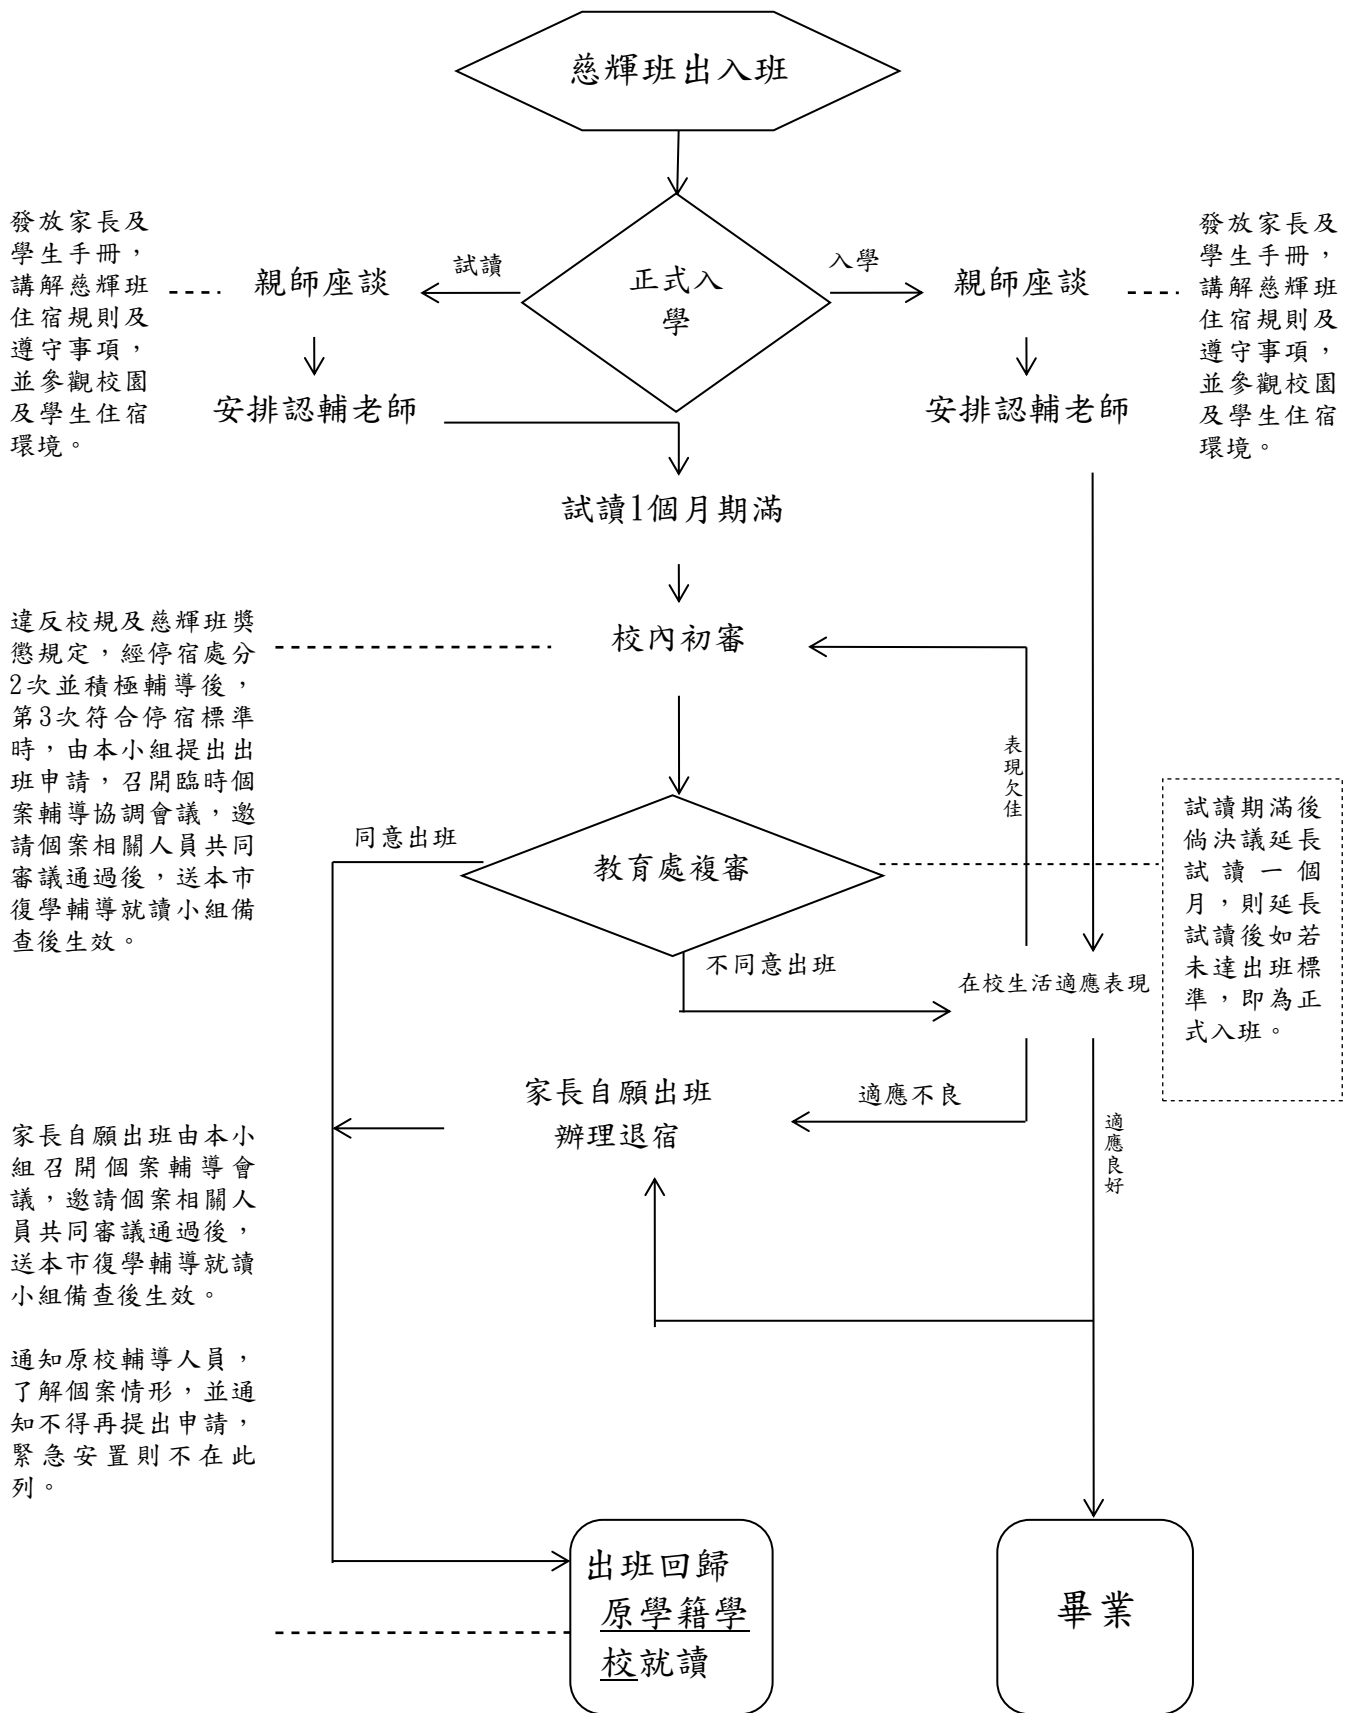 慈輝班出入班
發放家長及
學生手冊，
講解慈輝班
住宿規則及
遵守事項，
並參觀校園
及學生住宿
環境。
親師座談
試讀
正式入
學
入學
親師座談
發放家長及
學生手冊，
講解慈輝班
住宿規則及
遵守事項，
並參觀校園
及學生住宿
環境。
安排認輔老師
安排認輔老師
試讀1個月期滿
違反校規及慈輝班獎
懲規定，經停宿處分
2次並積極輔導後，
第3次符合停宿標準
時，由本小組提出出
班申請，召開臨時個
案輔導協調會議，邀
請個案相關人員共同
審議通過後，送本市
復學輔導就讀小組備
查後生效。
校內初審
表現欠佳
同意出班
教育處複審
試讀期滿後
倘決議延長
試讀一個
月，則延長
試讀後如若
未達出班標
準，即為正
式入班。
不同意出班
在校生活適應表現
家長自願出班
辦理退宿
適應不良
適應良好
家長自願出班由本小
組召開個案輔導會
議，邀請個案相關人
員共同審議通過後，
送本市復學輔導就讀
小組備查後生效。
通知原校輔導人員，
了解個案情形，並通
知不得再提出申請，
緊急安置則不在此
列。
出班回歸
原學籍學
校就讀
畢業